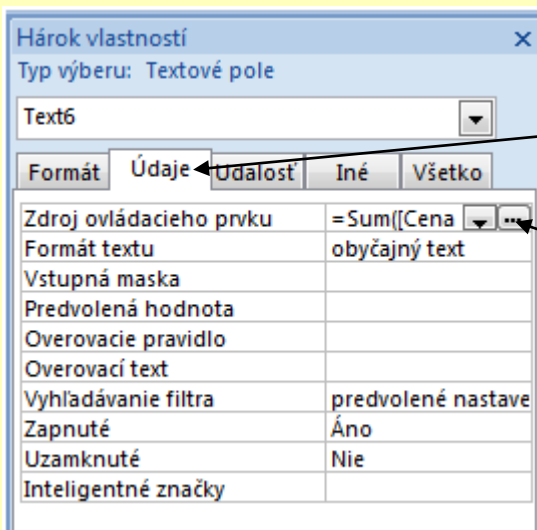 Hárok vlastností
Typ výberu: Textové pole
Text6
Formát Údaje Udalosť Iné Všetko
Zdroj ovládacieho prvku =Sum([Cena
Formát textu obyčajný text
Vstupná maska
Predvolená hodnota
Overovacie pravidlo
Overovací text
Vyhľadávanie filtra predvolené nastave
Zapnuté Áno
Uzamknuté Nie
Inteligentné značky